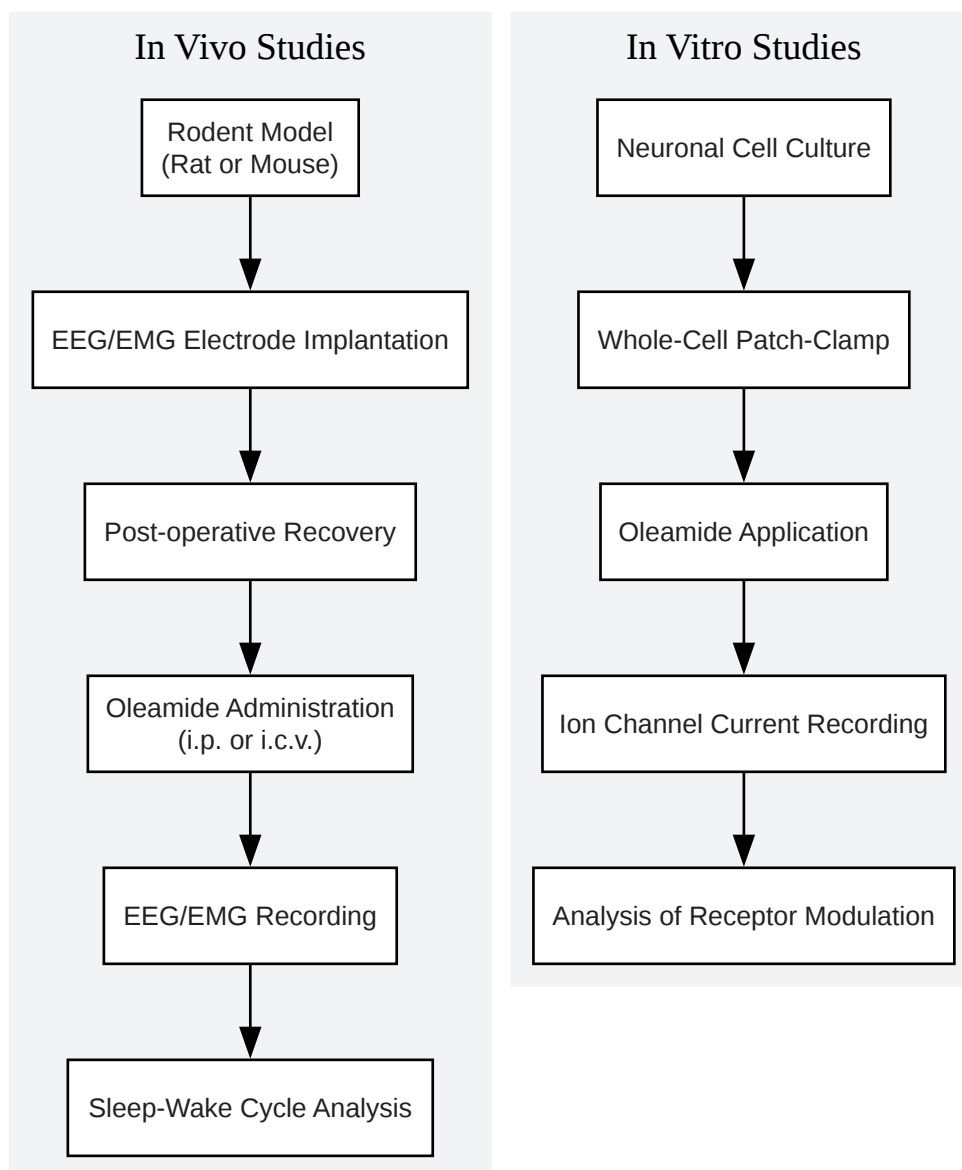 In Vivo Studies
Rodent Model
(Rat or Mouse)
EEG/EMG Electrode Implantation
Post-operative Recovery
Oleamide Administration
(i.p. or i.c.v.)
EEG/EMG Recording
Sleep-Wake Cycle Analysis
In Vitro Studies
Neuronal Cell Culture
Whole-Cell Patch-Clamp
Oleamide Application
Ion Channel Current Recording
Analysis of Receptor Modulation